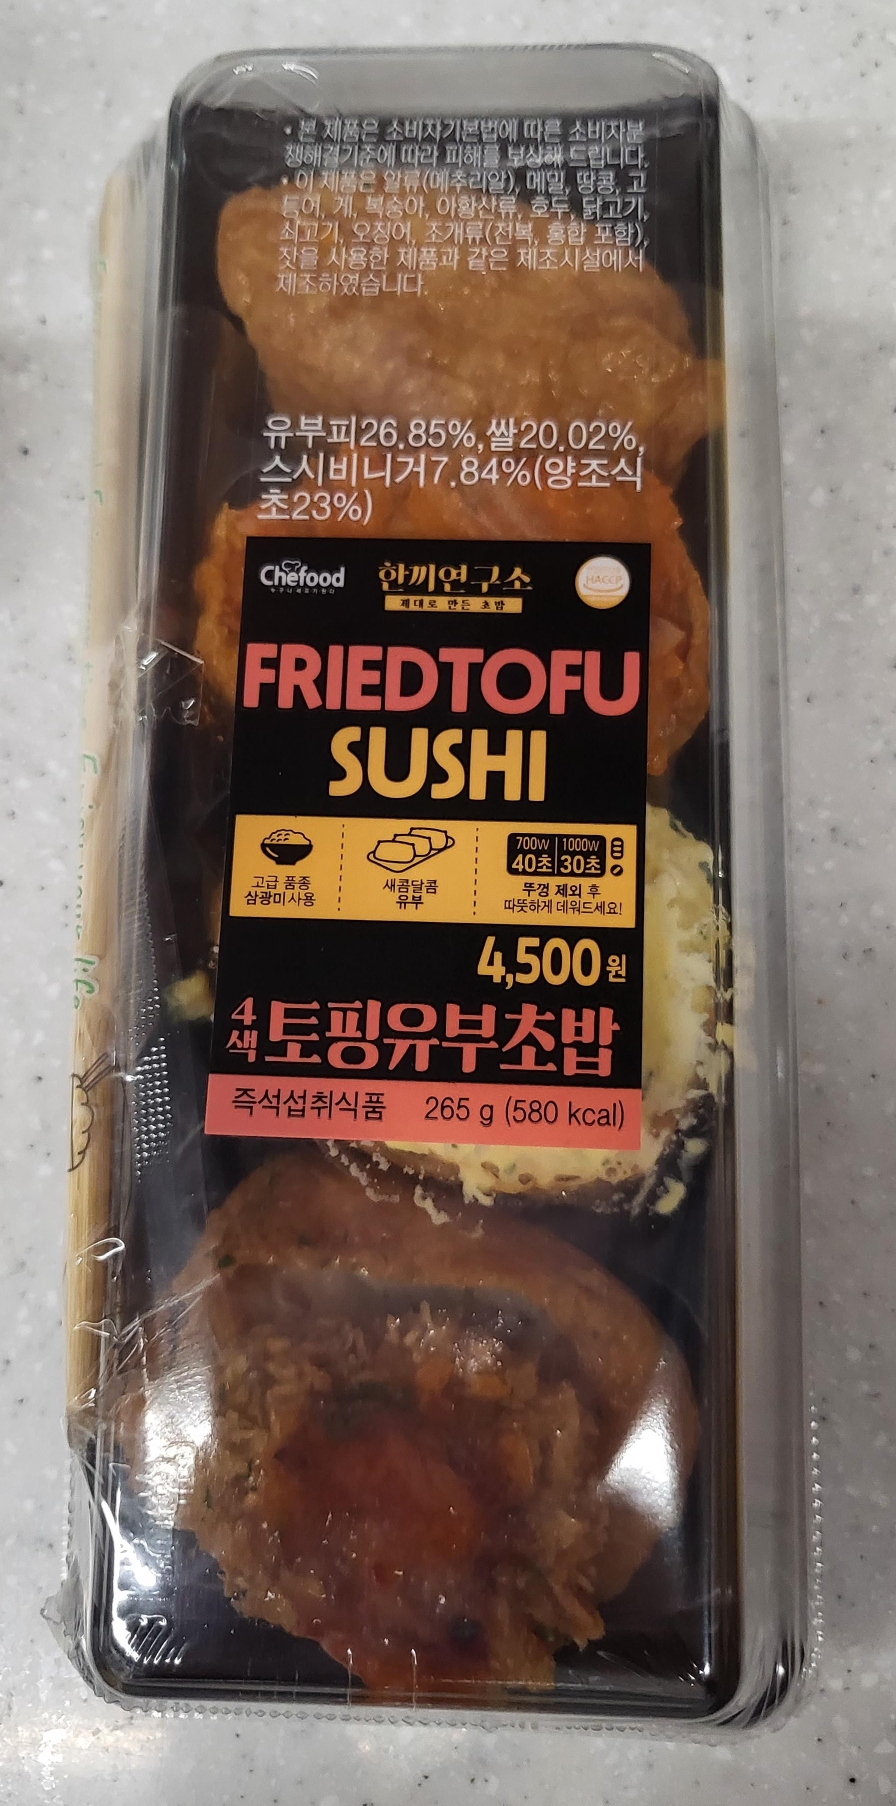 • 본 제품은 소비자기본법에 따른 소비자분
쟁해결기준에 따라 피해를 보상해 드립니다.
• 이 제품은 알류(메추리알), 메밀, 땅콩, 고
등어, 게, 복숭아, 아황산류, 호두, 닭고기,
쇠고기, 오징어, 조개류(전복, 홍합 포함),
잣을 사용한 제품과 같은 제조시설에서
제조하였습니다.
유부피26.85%,쌀20.02%,
스시비니거7.84%(양조식
초23%)
Chefood
누구나셰프가된다
한끼연구소
제대로 만든 초밥
HACCP
FRIEDTOFU
SUSHI
고급 품종
삼광미사용
새콤달콤
유부
700W 1000W
40초 30초
뚜껑 제외 후
따뜻하게 데워드세요!
4,500원
4색 토핑유부초밥
즉석섭취식품 265 g (580 kcal)